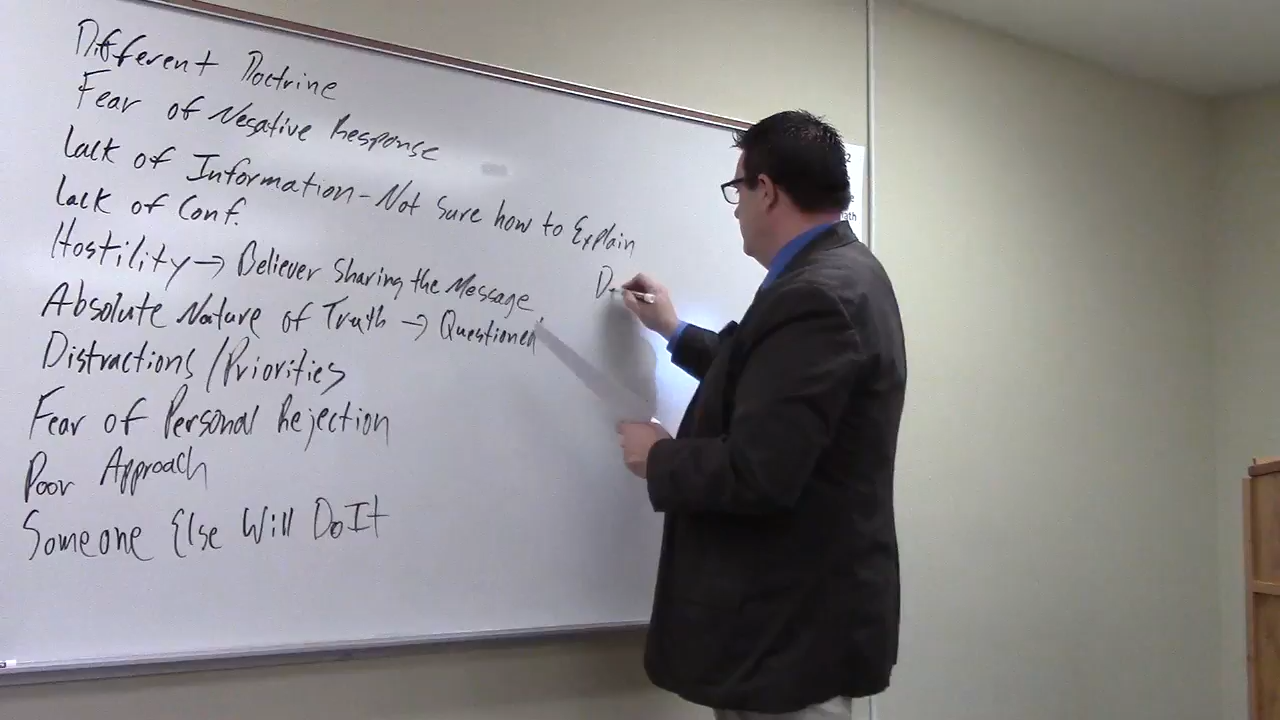 Different Doctrine
Fear of Negative Response
Lack of Information - Not Sure how to Explain
Lack of Conf.
Hostility → Believer Sharing the Message
Absolute Nature of Truth → Questioned
Distractions / Priorities
Fear of Personal Rejection
Poor Approach
Someone Else Will Do It
D
2
ath